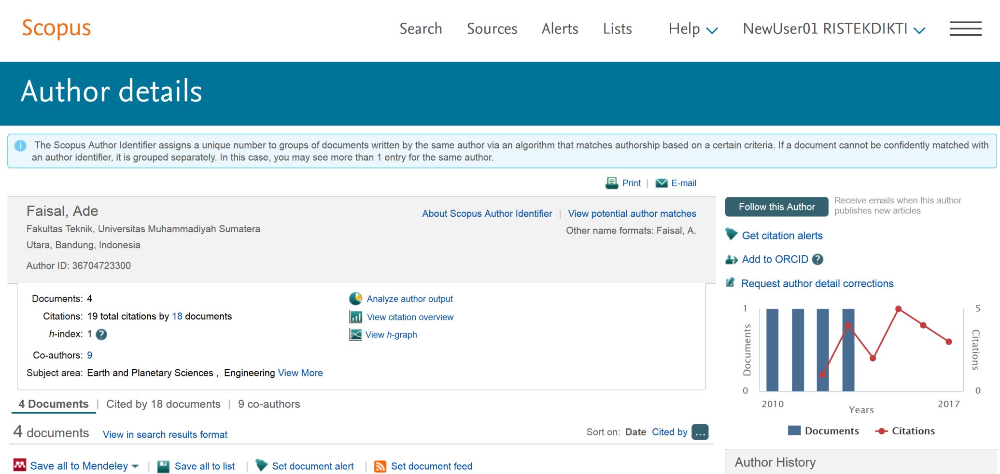 Scopus
Search Sources Alerts Lists Help NewUser01 RISTEKDIKTI
Author details
The Scopus Author Identifier assigns a unique number to groups of documents written by the same author via an algorithm that matches authorship based on a certain criteria. If a document cannot be confidently matched with
an author identifier, it is grouped separately. In this case, you may see more than 1 entry for the same author.
Print | E-mail
Faisal, Ade
Fakultas Teknik, Universitas Muhammadiyah Sumatera
Utara, Bandung, Indonesia
Author ID: 36704723300
About Scopus Author Identifier | View potential author matches
Other name formats: Faisal, A.
Documents: 4
Citations: 19 total citations by 18 documents
h-index: 1 ?
Co-authors: 9
Subject area: Earth and Planetary Sciences , Engineering View More
Analyze author output
View citation overview
View h-graph
4 Documents | Cited by 18 documents | 9 co-authors
4 documents View in search results format
Sort on: Date Cited by ...
Save all to Mendeley | Save all to list | Set document alert | Set document feed
Follow this Author
Receive emails when this author
publishes new articles
Get citation alerts
Add to ORCID ?
Request author detail corrections
1
5
Documents
Citations
0
0
2010
2017
Years
Documents Citations
Author History